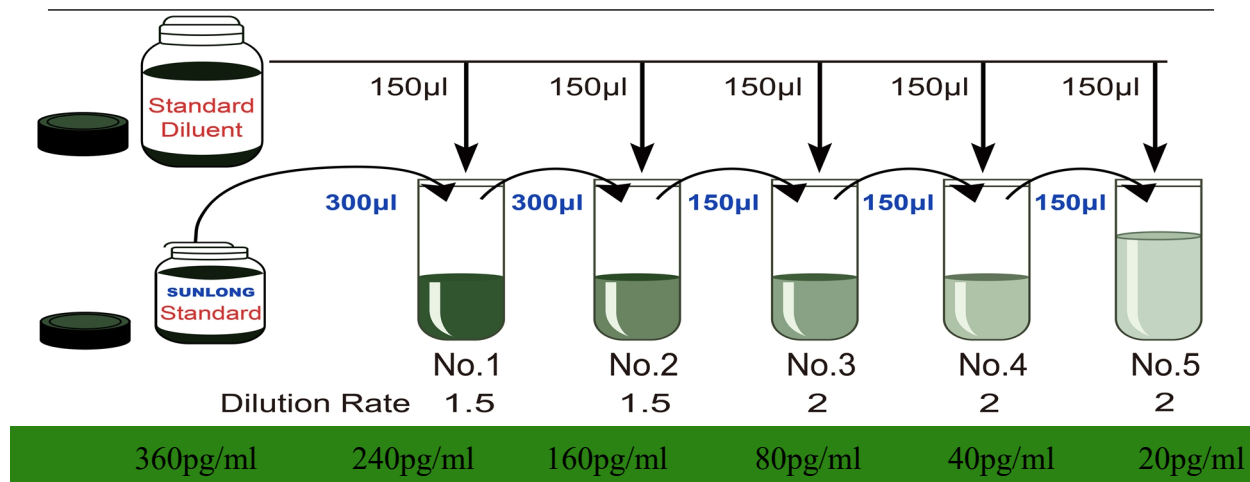 150µl 150µl 150µl 150µl 150µl
Standard
Diluent
300µl 300µl 150µl 150µl 150µl
SUNLONG
Standard
No.1 No.2 No.3 No.4 No.5
Dilution Rate 1.5 1.5 2 2 2
360pg/ml 240pg/ml 160pg/ml 80pg/ml 40pg/ml 20pg/ml